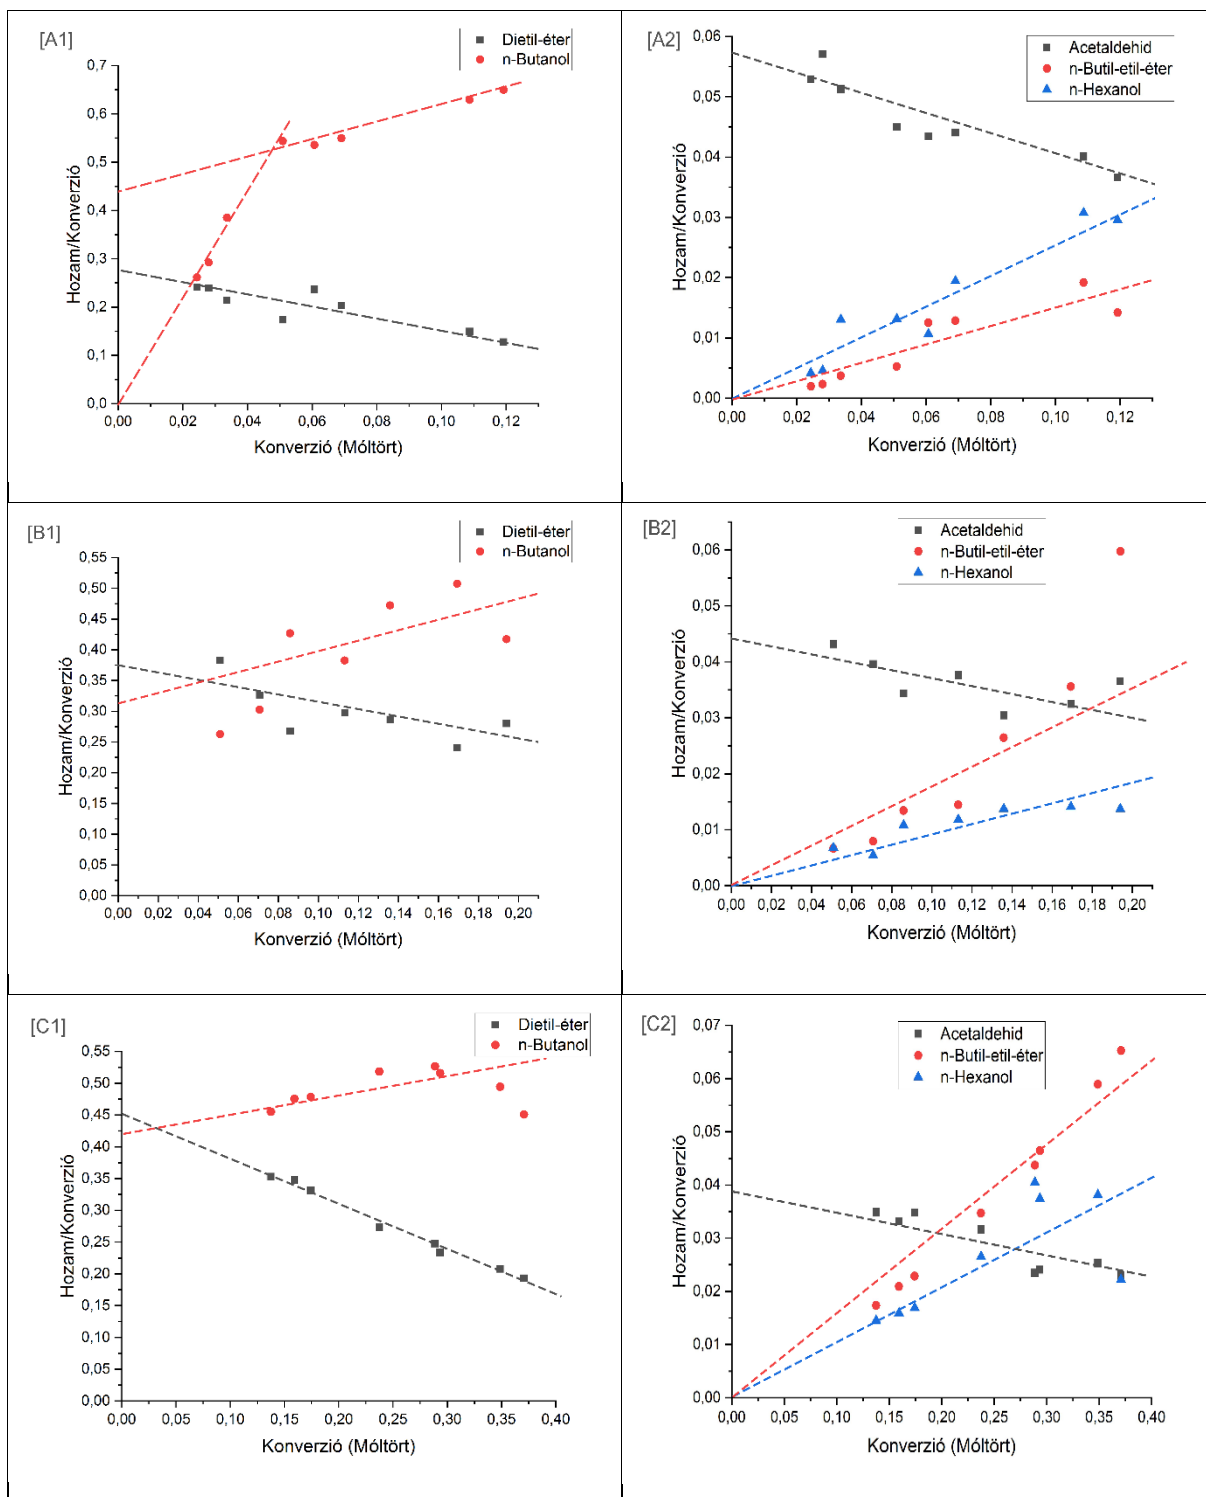 [A1]
Dietil-éter
n-Butanol
0,7
0,6
0,5
0,4
0,3
0,2
0,1
0,0
Hozam/Konverzió
0,00 0,02 0,04 0,06 0,08 0,10 0,12
Konverzió (Móltört)
[A2]
Acetaldehid
n-Butil-etil-éter
n-Hexanol
0,06
0,05
0,04
0,03
0,02
0,01
0,00
Hozam/Konverzió
0,00 0,02 0,04 0,06 0,08 0,10 0,12
Konverzió (Móltört)
[B1]
Dietil-éter
n-Butanol
0,55
0,50
0,45
0,40
0,35
0,30
0,25
0,20
0,15
0,10
0,05
0,00
Hozam/Konverzió
0,00 0,02 0,04 0,06 0,08 0,10 0,12 0,14 0,16 0,18 0,20
Konverzió (Móltört)
[B2]
Acetaldehid
n-Butil-etil-éter
n-Hexanol
0,06
0,05
0,04
0,03
0,02
0,01
0,00
Hozam/Konverzió
0,00 0,02 0,04 0,06 0,08 0,10 0,12 0,14 0,16 0,18 0,20
Konverzió (Móltört)
[C1]
Dietil-éter
n-Butanol
0,55
0,50
0,45
0,40
0,35
0,30
0,25
0,20
0,15
0,10
0,05
0,00
Hozam/Konverzió
0,00 0,05 0,10 0,15 0,20 0,25 0,30 0,35 0,40
Konverzió (Móltört)
[C2]
Acetaldehid
n-Butil-etil-éter
n-Hexanol
0,07
0,06
0,05
0,04
0,03
0,02
0,01
0,00
Hozam/Konverzió
0,00 0,05 0,10 0,15 0,20 0,25 0,30 0,35 0,40
Konverzió (Móltört)